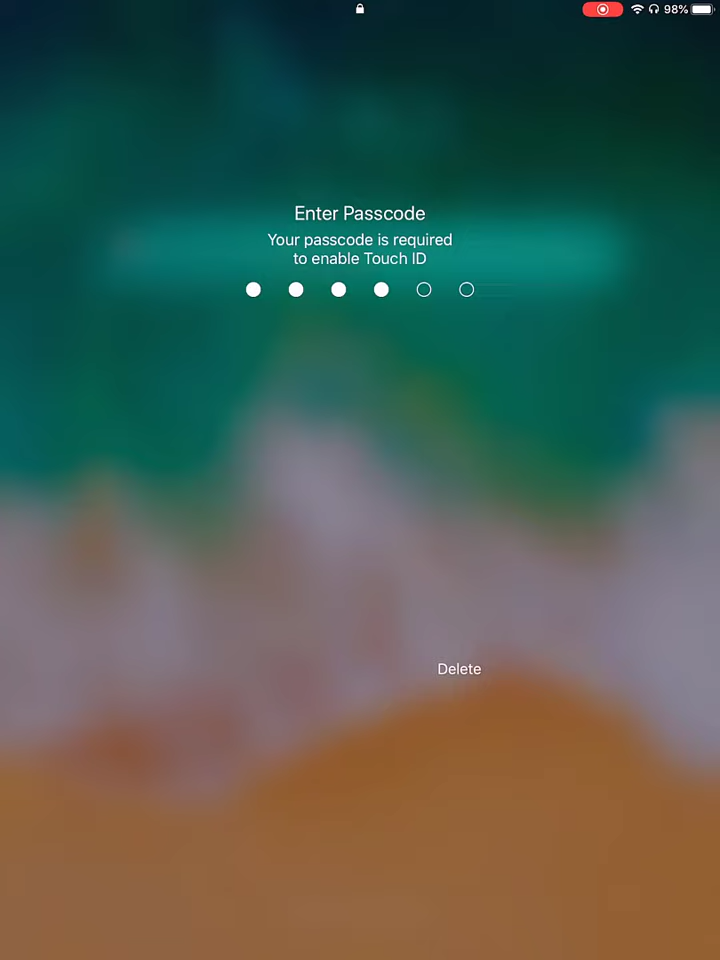 98%
Enter Passcode
Your passcode is required
to enable Touch ID
Delete